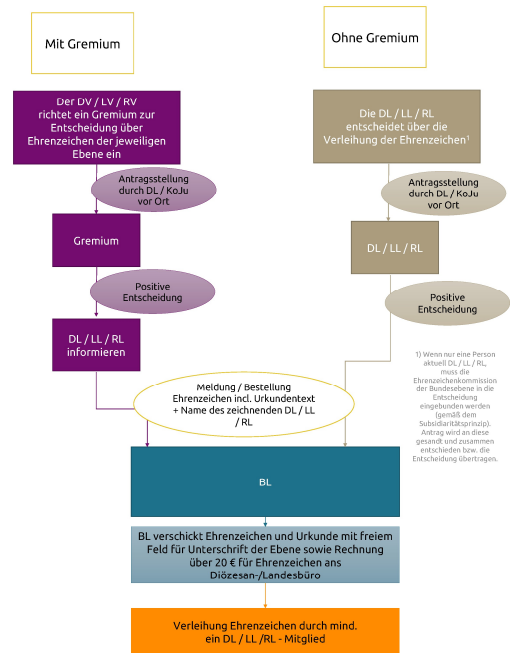 Mit Gremium
Der DV / LV / RV
richtet ein Gremium zur
Entscheidung über
Ehrenzeichen der jeweiligen
Ebene ein
Antragsstellung
durch DL / KoJu
vor Ort
Gremium
Positive
Entscheidung
DL / LL / RL
informieren
Ohne Gremium
Die DL / LL / RL
entscheidet über die
Verleihung der Ehrenzeichen¹
Antragsstellung
durch DL / KoJu
vor Ort
DL / LL / RL
Positive
Entscheidung
1) Wenn nur eine Person
aktuell DL / LL / RL,
muss die
Ehrenzeichenkommission
der Bundesebene in die
Entscheidung
eingebunden werden
(gemäß dem
Subsidiaritätsprinzip).
Antrag wird an diese
gesandt und zusammen
entschieden bzw. die
Entscheidung übertragen.
Meldung / Bestellung
Ehrenzeichen incl. Urkundentext
+ Name des zeichnenden DL / LL
/ RL
BL
BL verschickt Ehrenzeichen und Urkunde mit freiem
Feld für Unterschrift der Ebene sowie Rechnung
über 20 € für Ehrenzeichen ans
Diözesan-/Landesbüro
Verleihung Ehrenzeichen durch mind.
ein DL / LL /RL - Mitglied